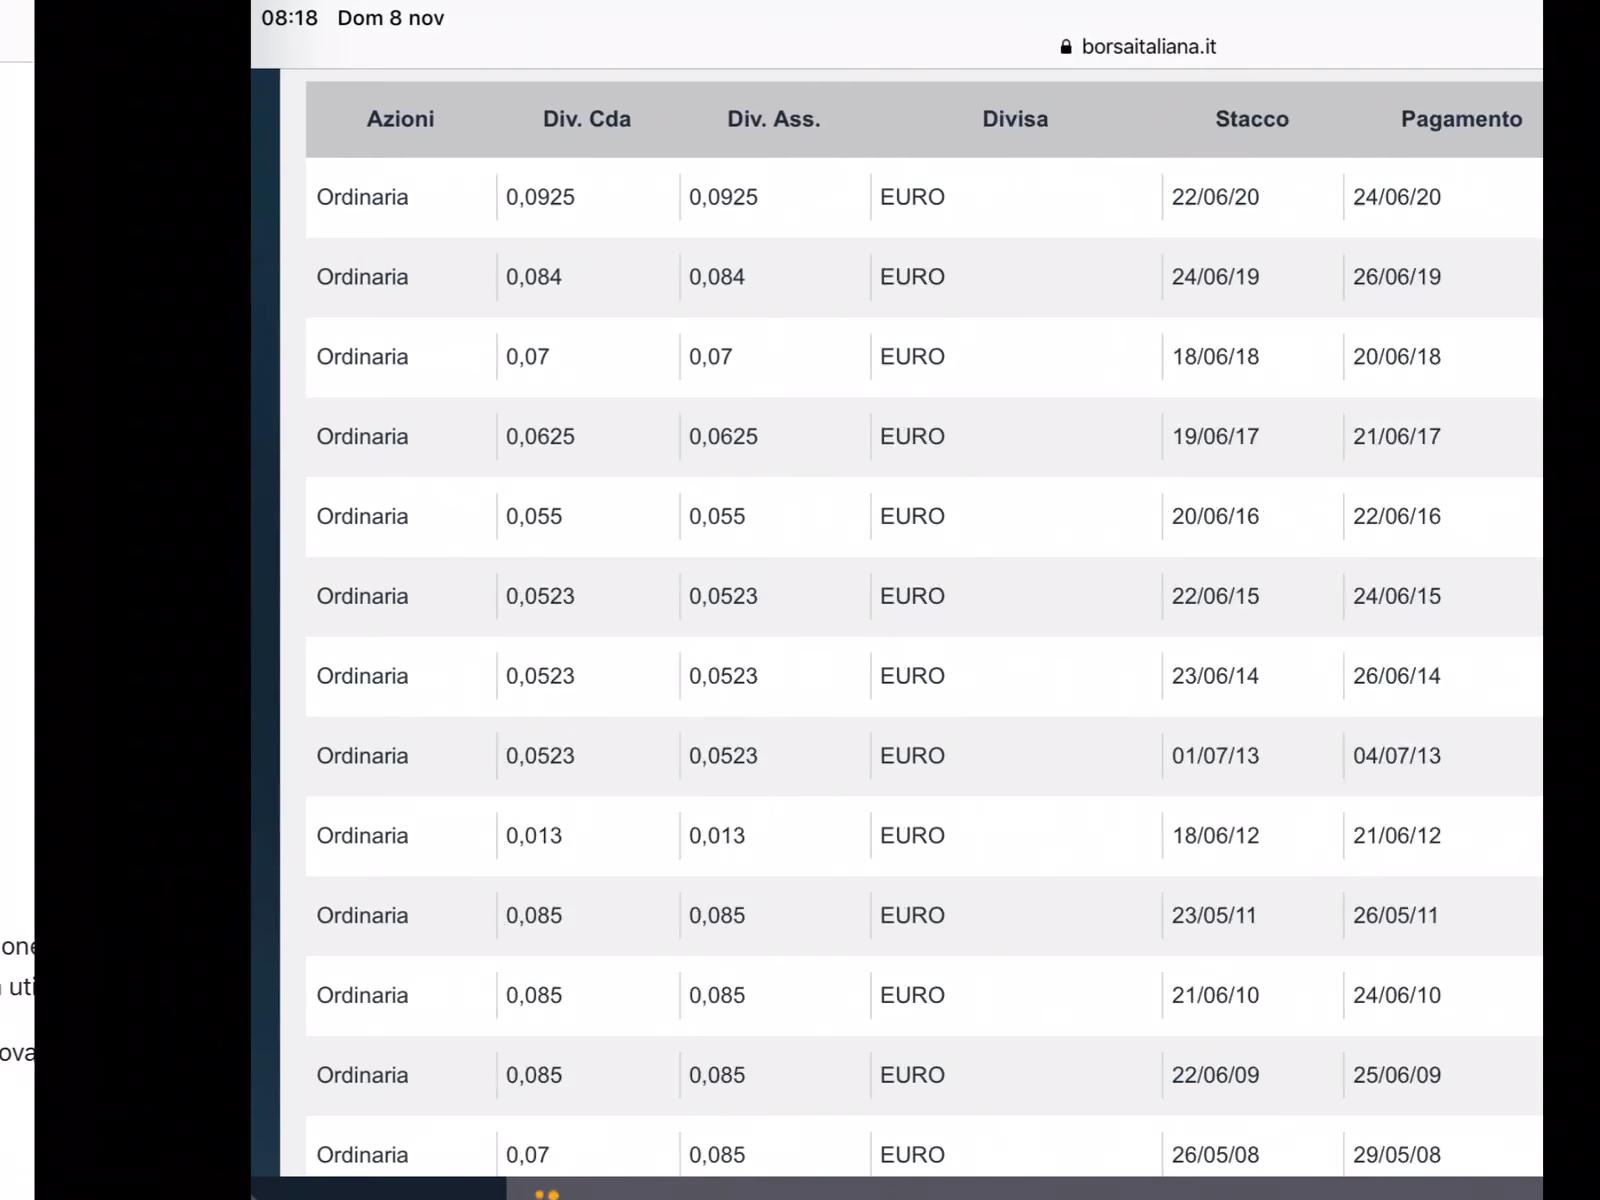 08:18 Dom 8 nov
borsaitaliana.it
Azioni Div. Cda Div. Ass. Divisa Stacco Pagamento
Ordinaria 0,0925 0,0925 EURO 22/06/20 24/06/20
Ordinaria 0,084 0,084 EURO 24/06/19 26/06/19
Ordinaria 0,07 0,07 EURO 18/06/18 20/06/18
Ordinaria 0,0625 0,0625 EURO 19/06/17 21/06/17
Ordinaria 0,055 0,055 EURO 20/06/16 22/06/16
Ordinaria 0,0523 0,0523 EURO 22/06/15 24/06/15
Ordinaria 0,0523 0,0523 EURO 23/06/14 26/06/14
Ordinaria 0,0523 0,0523 EURO 01/07/13 04/07/13
Ordinaria 0,013 0,013 EURO 18/06/12 21/06/12
Ordinaria 0,085 0,085 EURO 23/05/11 26/05/11
Ordinaria 0,085 0,085 EURO 21/06/10 24/06/10
Ordinaria 0,085 0,085 EURO 22/06/09 25/06/09
Ordinaria 0,07 0,085 EURO 26/05/08 29/05/08